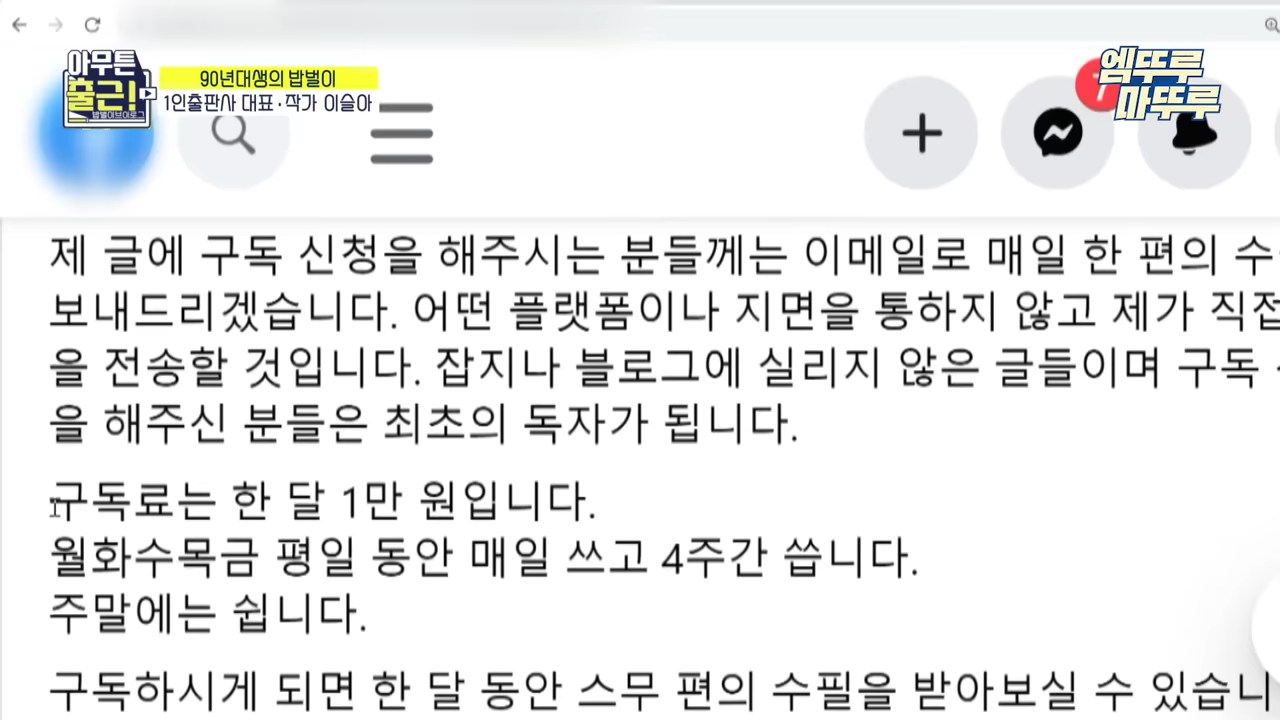 아무튼
출근!
밥벌이브이로그
90년대생의 밥벌이
1인출판사 대표·작가 이슬아
엠뚜루
마뚜루
제 글에 구독 신청을 해주시는 분들께는 이메일로 매일 한 편의 수
보내드리겠습니다. 어떤 플랫폼이나 지면을 통하지 않고 제가 직접
을 전송할 것입니다. 잡지나 블로그에 실리지 않은 글들이며 구독
을 해주신 분들은 최초의 독자가 됩니다.
구독료는 한 달 1만 원입니다.
월화수목금 평일 동안 매일 쓰고 4주간 씁니다.
주말에는 쉽니다.
구독하시게 되면 한 달 동안 스무 편의 수필을 받아보실 수 있습니